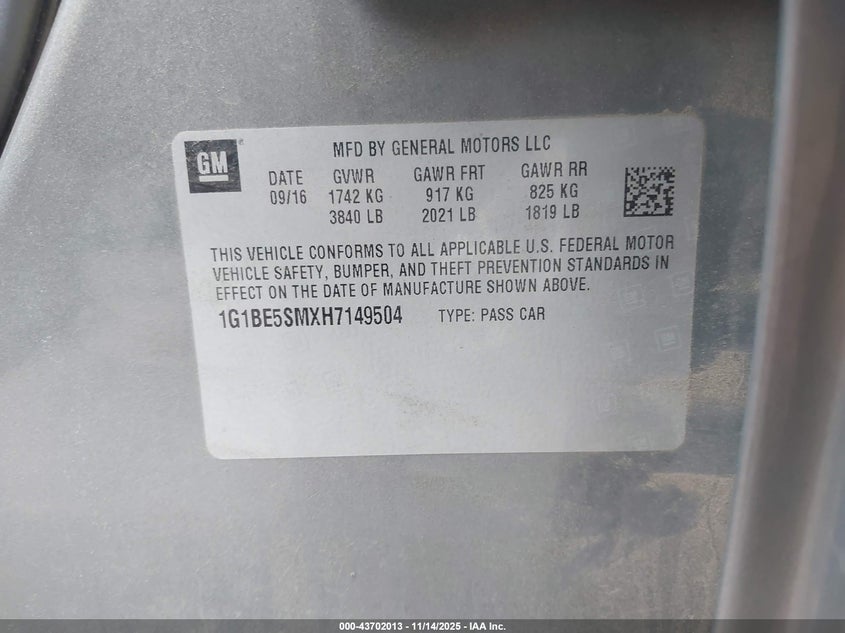 GM
MFD BY GENERAL MOTORS LLC
DATE GVWR GAWR FRT GAWR RR
09/16 1742 KG 917 KG 825 KG
3840 LB 2021 LB 1819 LB
THIS VEHICLE CONFORMS TO ALL APPLICABLE U.S. FEDERAL MOTOR
VEHICLE SAFETY, BUMPER, AND THEFT PREVENTION STANDARDS IN
EFFECT ON THE DATE OF MANUFACTURE SHOWN ABOVE.
1G1BE5SMXH7149504 TYPE: PASS CAR
000-43702013 - 11/14/2025 - IAA Inc.